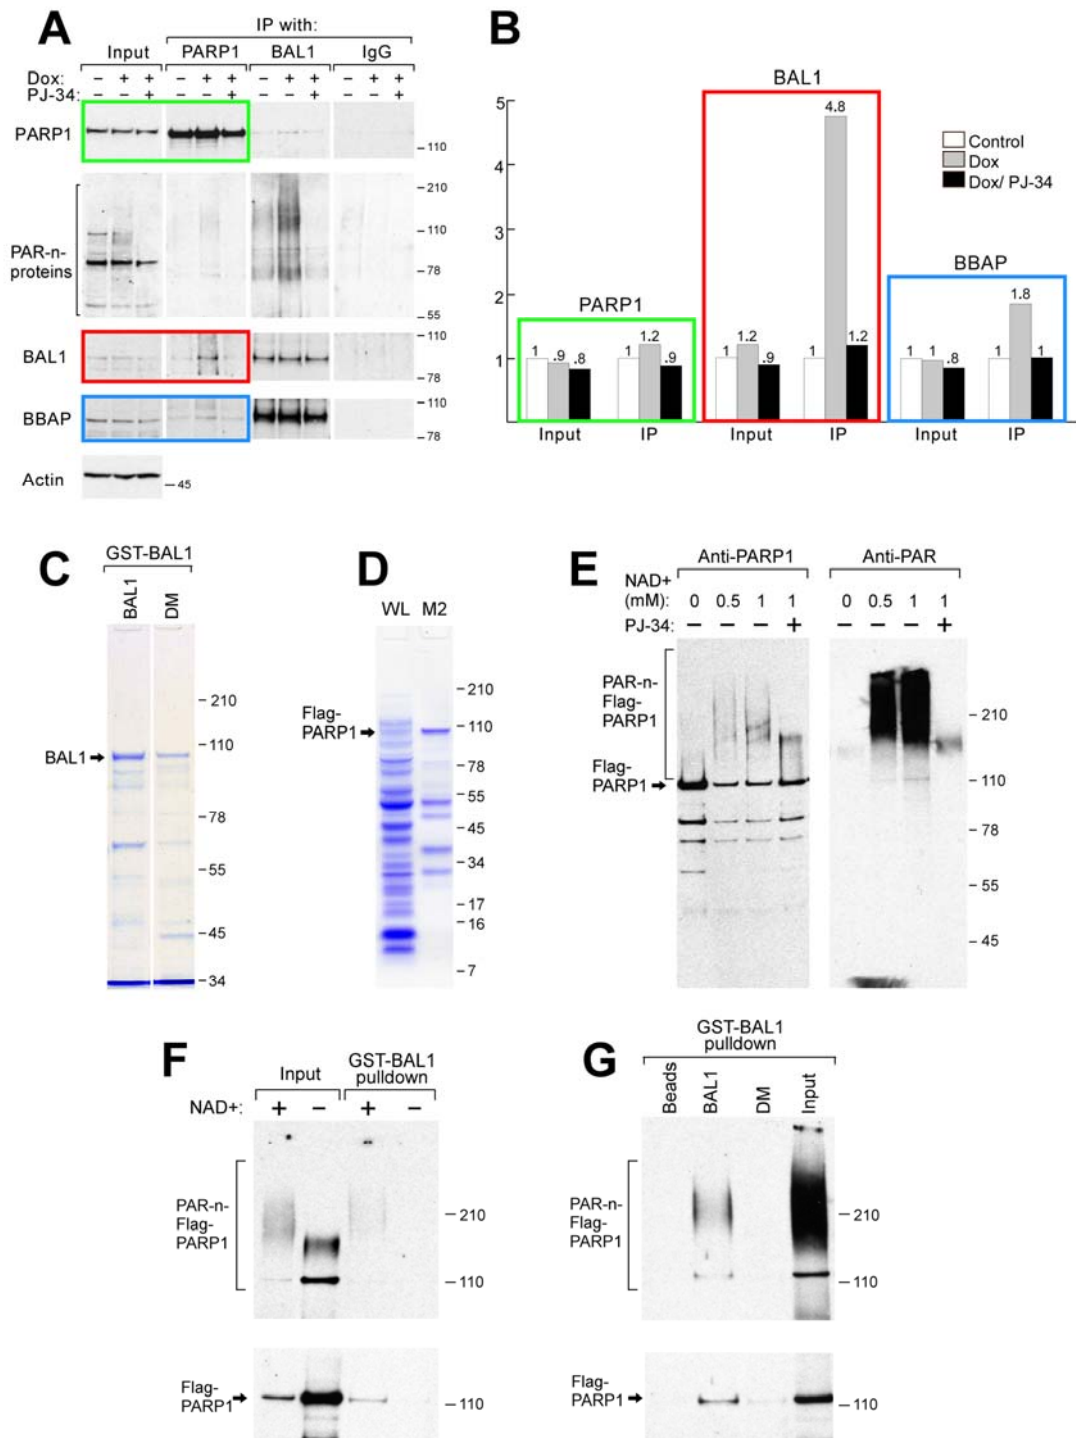 A
IP with:
Input PARP1 BAL1 IgG
Dox: – + + – + + – + + – + +
PJ-34: – – + – – + – – + – – +
PARP1
– 110
PAR-n-
proteins
– 210
– 110
– 78
– 55
BAL1
– 110
– 78
BBAP
– 110
– 78
Actin
– 45
B
BAL1
5
4
3
2
1
4.8
Control
Dox
Dox/ PJ-34
BBAP
PARP1
1 .9 .8 1 1.2 .9 1 1.2 .9 1 1.2 1 1 .8 1 1.8 1
Input IP Input IP Input IP
C
GST-BAL1
BAL1 DM
– 210
– 110
BAL1
– 78
– 55
– 45
– 34
D
WL M2
Flag-
PARP1
– 210
– 110
– 78
– 55
– 45
– 34
– 17
– 16
– 7
E
Anti-PARP1 Anti-PAR
NAD+
(mM): 0 0.5 1 1 0 0.5 1 1
PJ-34: – – – + – – – +
PAR-n-
Flag-
PARP1
Flag-
PARP1
– 210
– 110
– 78
– 55
– 45
F
Input
GST-BAL1
pulldown
NAD+: + – + –
PAR-n-
Flag-
PARP1
– 210
– 110
Flag-
PARP1
– 110
G
GST-BAL1
pulldown
Beads BAL1 DM Input
PAR-n-
Flag-
PARP1
– 210
– 110
Flag-
PARP1
– 110